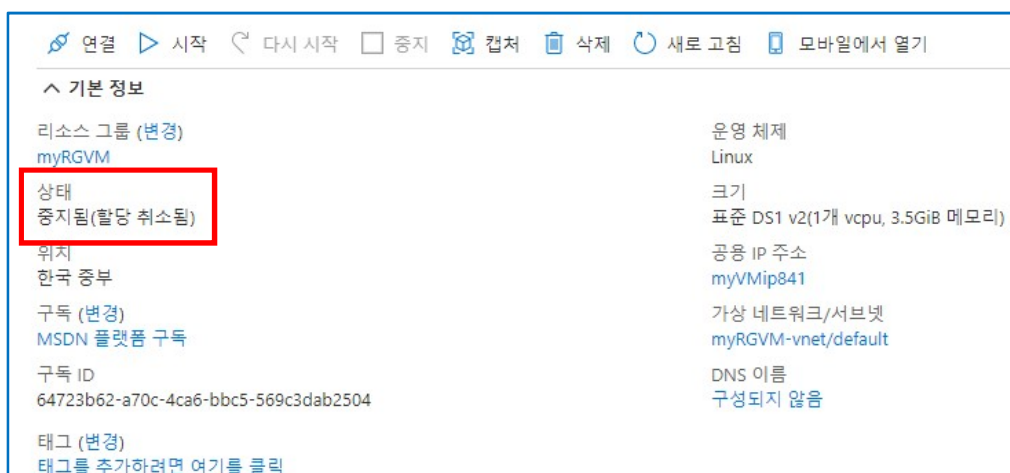 연결 시작 다시 시작 중지 캡처 삭제 새로 고침 모바일에서 열기
기본 정보
리소스 그룹 (변경)
myRGVM
상태
중지됨(할당 취소됨)
위치
한국 중부
구독 (변경)
MSDN 플랫폼 구독
구독 ID
64723b62-a70c-4ca6-bbc5-569c3dab2504
태그 (변경)
태그를 추가하려면 여기를 클릭
운영 체제
Linux
크기
표준 DS1 v2(1개 vcpu, 3.5GiB 메모리)
공용 IP 주소
myVMip841
가상 네트워크/서브넷
myRGVM-vnet/default
DNS 이름
구성되지 않음